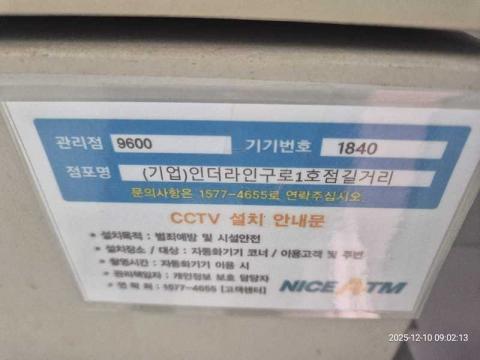 관리점 9600 기기번호 1840
점포명 (기업)인더라인구로1호점길거리
문의사항은 1577-4655로 연락주십시오.
CCTV 설치 안내문
• 설치목적 : 범죄예방 및 시설안전
• 설치장소 / 대상 : 자동화기기 코너 / 이용고객 및 주변
• 촬영시간 : 자동화기기 이용 시
• 관리책임자 : 개인정보 보호 담당자
• 연락처 : 1577-4655 [고객센터]
NICE ATM
2025-12-10 09:02:13